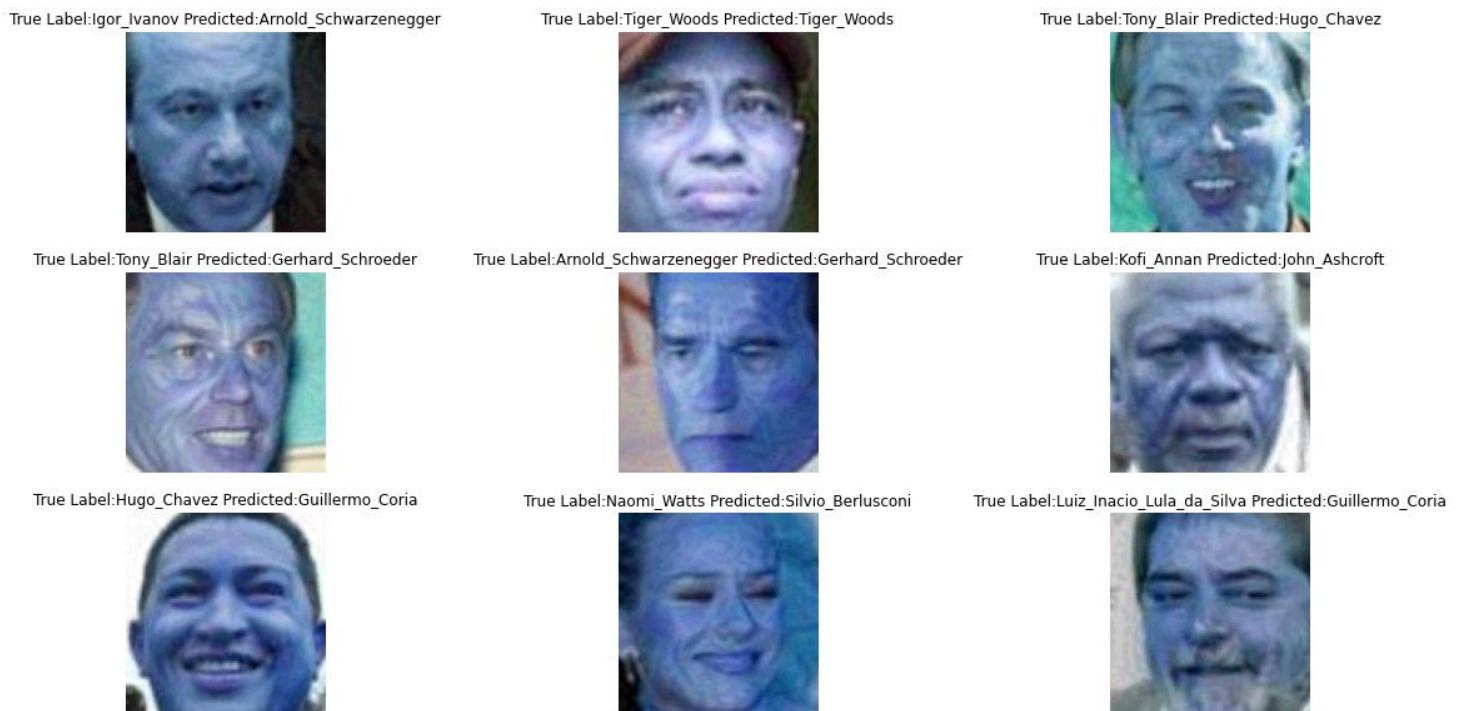 True Label:Igor_Ivanov Predicted:Arnold_Schwarzenegger
True Label:Tiger_Woods Predicted:Tiger_Woods
True Label:Tony_Blair Predicted:Hugo_Chavez
True Label:Tony_Blair Predicted:Gerhard_Schroeder
True Label:Arnold_Schwarzenegger Predicted:Gerhard_Schroeder
True Label:Kofi_Annan Predicted:John_Ashcroft
True Label:Hugo_Chavez Predicted:Guillermo_Coria
True Label:Naomi_Watts Predicted:Silvio_Berlusconi
True Label:Luiz_Inacio_Lula_da_Silva Predicted:Guillermo_Coria